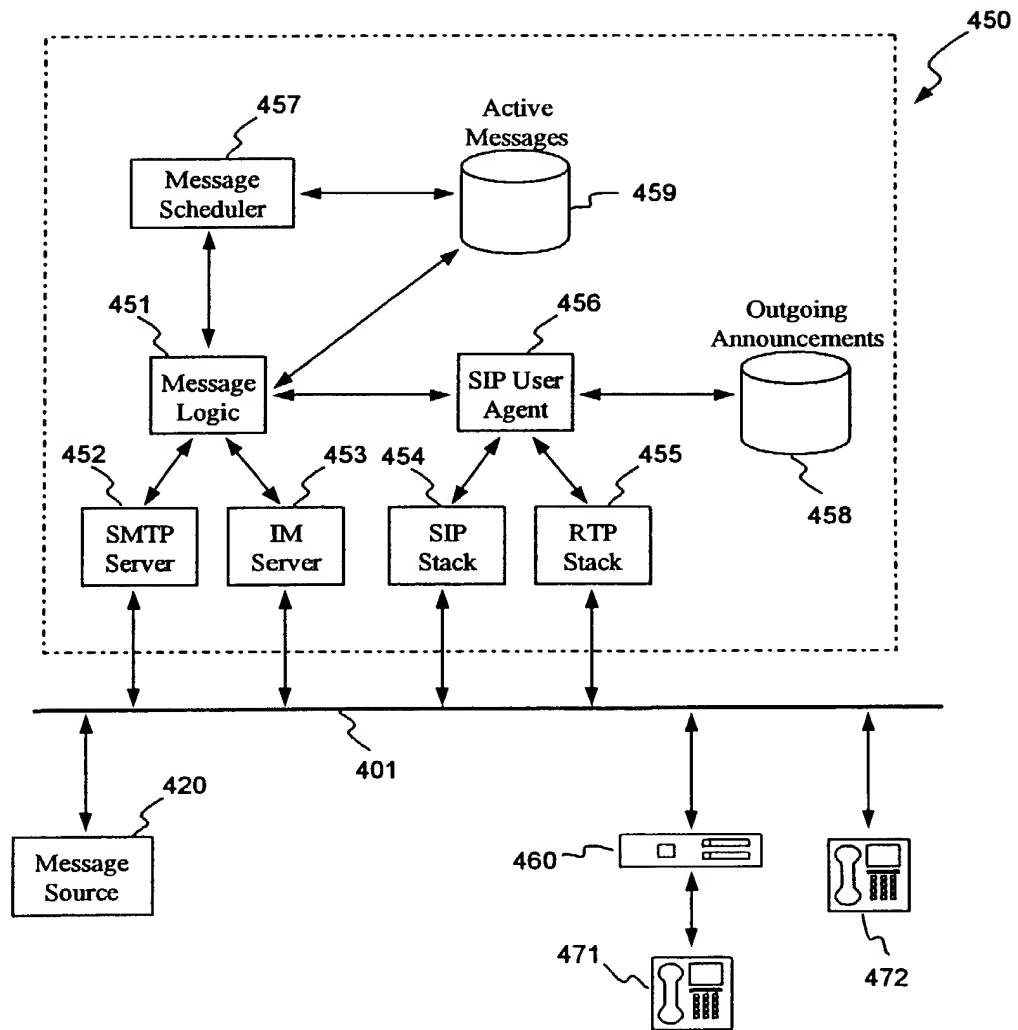 450
457
Active
Messages
Message
Scheduler
459
451
456
Outgoing
Announcements
Message
Logic
SIP User
Agent
452
453
454
455
458
SMTP
Server
IM
Server
SIP
Stack
RTP
Stack
401
420
Message
Source
460
471
472